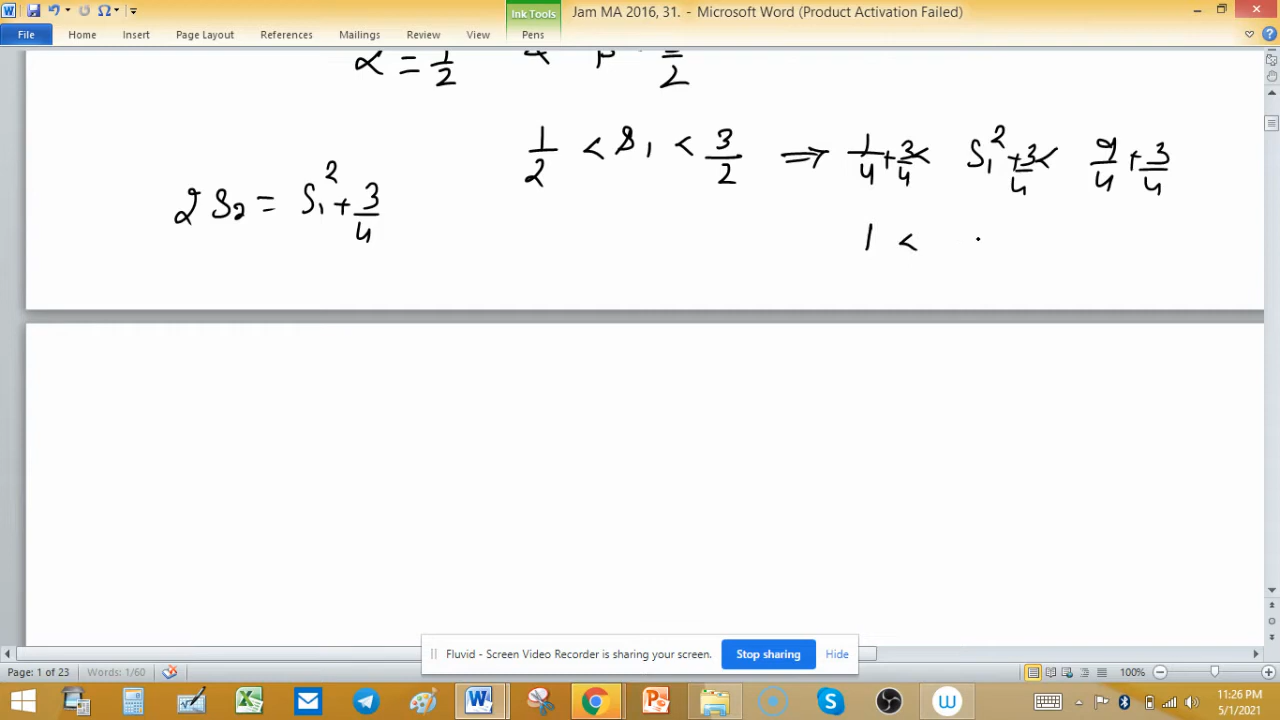 Ink Tools
Jam MA 2016, 31. - Microsoft Word (Product Activation Failed)
File Home Insert Page Layout References Mailings Review View Pens
α = 1/2
1/2 < S₁ < 3/2 ⇒ 1/4 + 3/4 < S₁² + 3/4 < 9/4 + 3/4
2 S₂ = S₁² + 3/4
1 <
Fluvid - Screen Video Recorder is sharing your screen. Stop sharing Hide
Page: 1 of 23 Words: 1/60 100%
11:26 PM
5/1/2021